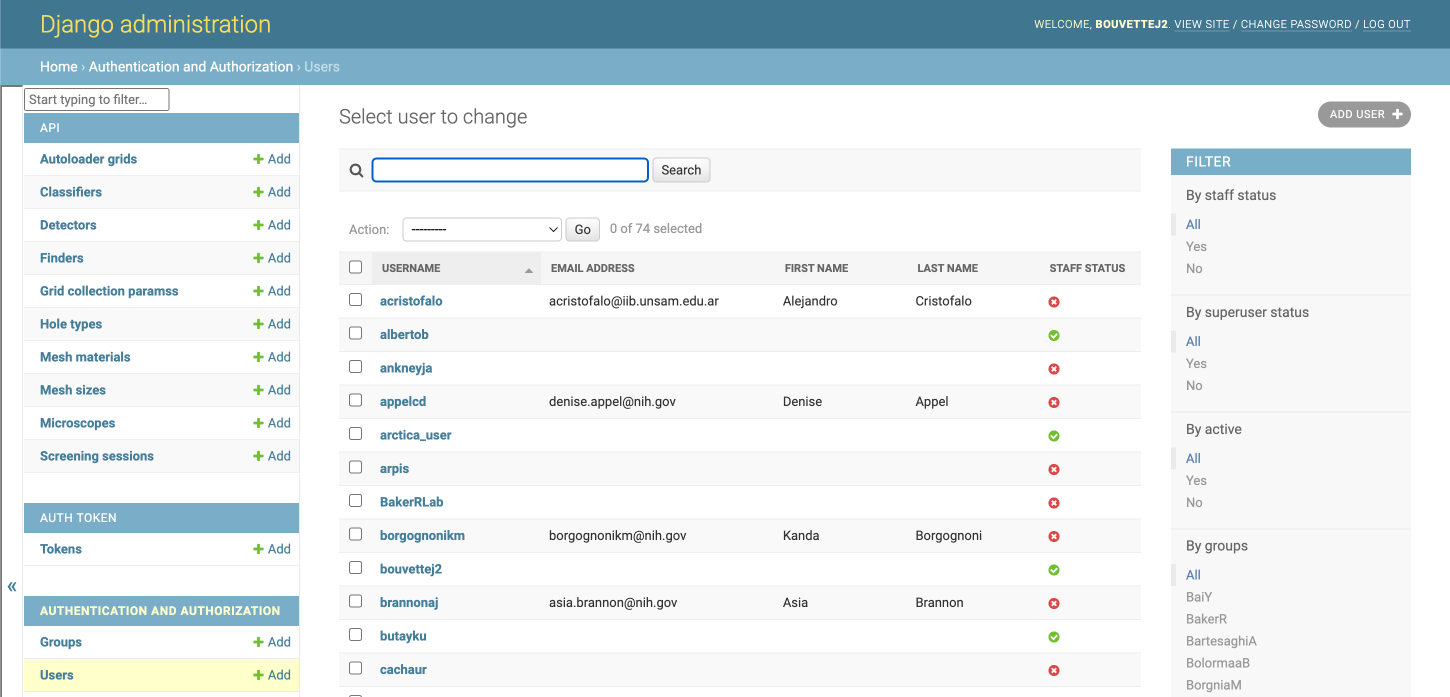 Django administration
WELCOME, BOUVETTEJ2. VIEW SITE / CHANGE PASSWORD / LOG OUT
Home › Authentication and Authorization › Users
Start typing to filter...
API
Autoloader grids + Add
Classifiers + Add
Detectors + Add
Finders + Add
Grid collection paramss + Add
Hole types + Add
Mesh materials + Add
Mesh sizes + Add
Microscopes + Add
Screening sessions + Add
AUTH TOKEN
Tokens + Add
«
AUTHENTICATION AND AUTHORIZATION
Groups + Add
Users + Add
Select user to change
ADD USER +
Search
Action: --------- Go 0 of 74 selected
USERNAME EMAIL ADDRESS FIRST NAME LAST NAME STAFF STATUS
acristofalo acristofalo@iib.unsam.edu.ar Alejandro Cristofalo
albertob
ankneyja
appelcd denise.appel@nih.gov Denise Appel
arctica_user
arpis
BakerRLab
borgognonikm borgognonikm@nih.gov Kanda Borgognoni
bouvettej2
brannonaj asia.brannon@nih.gov Asia Brannon
butayku
cachaur
FILTER
By staff status
All
Yes
No
By superuser status
All
Yes
No
By active
All
Yes
No
By groups
All
BaiY
BakerR
BartesaghiA
BolormaaB
BorgniaM